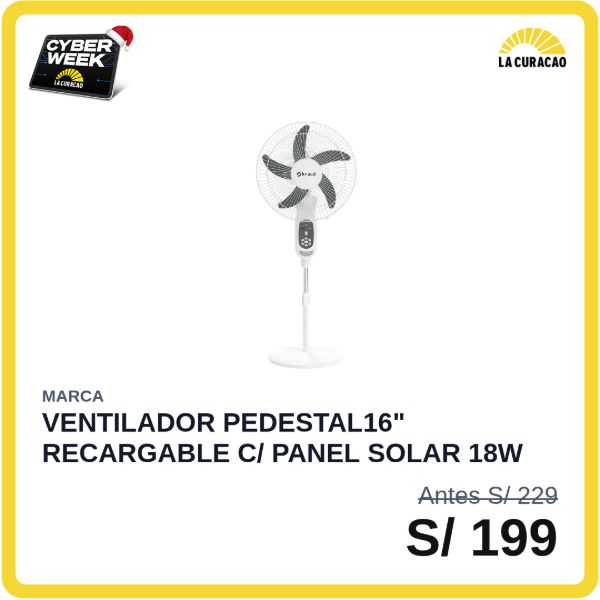 CYBER
WEEK
LA CURACAO
LA CURACAO
MARCA
VENTILADOR PEDESTAL16"
RECARGABLE C/ PANEL SOLAR 18W
Antes S/ 229
S/ 199